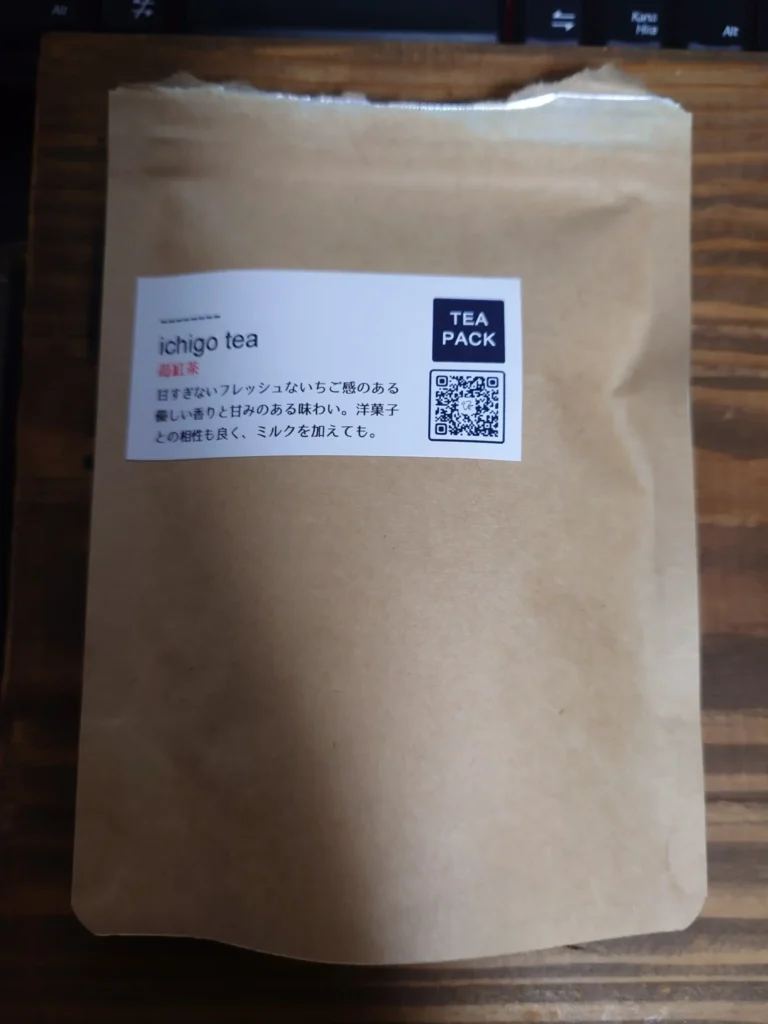 Alt
Kana
Hira
Alt
ichigo tea
苺紅茶
甘すぎないフレッシュないちご感のある
優しい香りと甘みのある味わい。洋菓子
との相性も良く、ミルクを加えても。
TEA
PACK